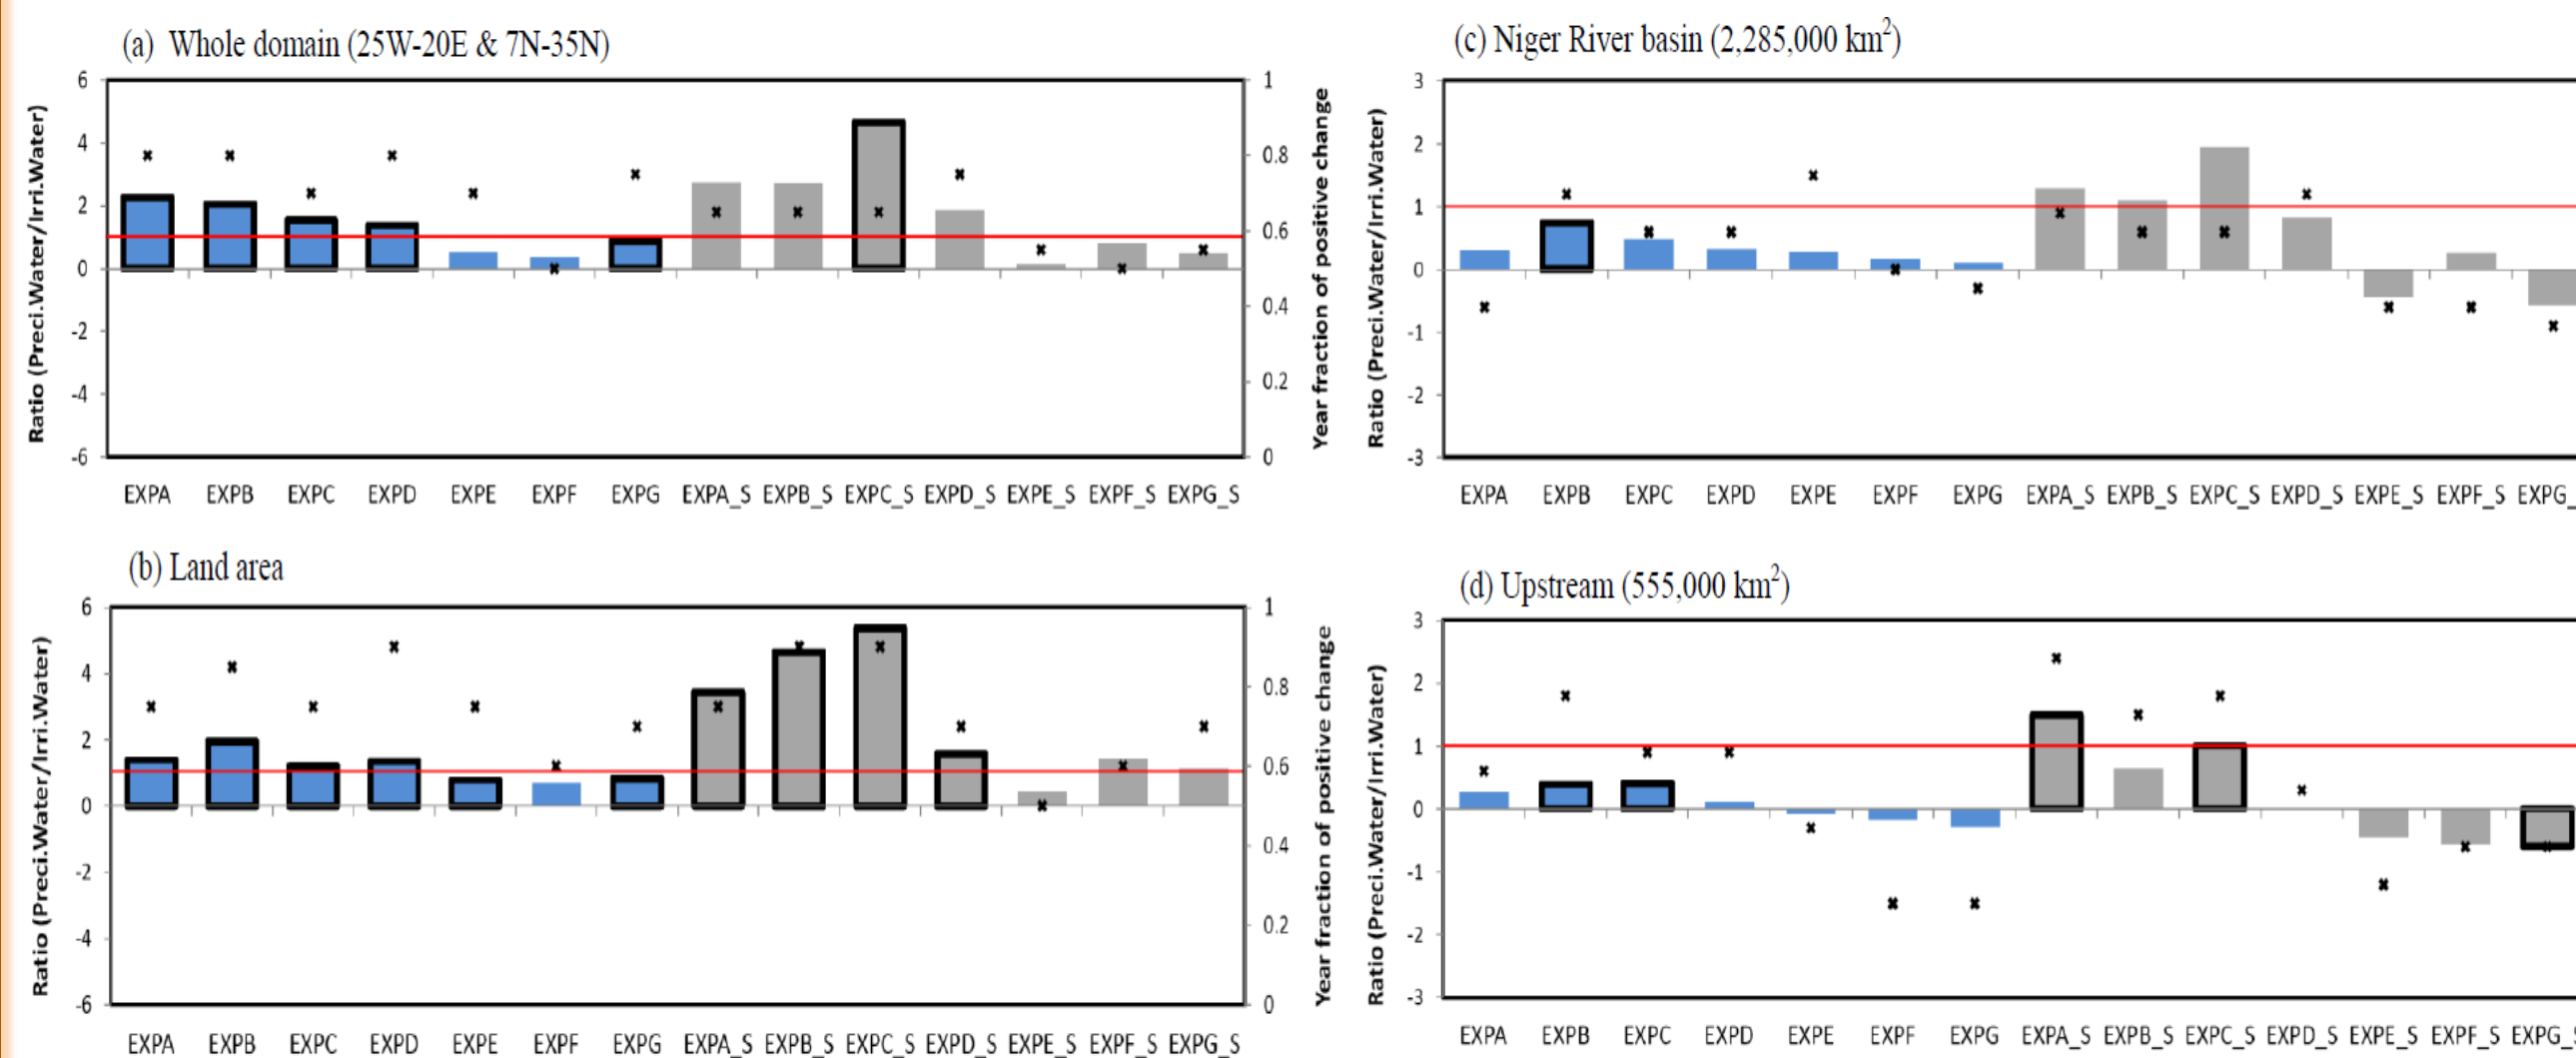 (a) Whole domain (25W-20E & 7N-35N)
Ratio (Preci.Water/Irri.Water)
6
4
2
0
-2
-4
-6
1
0.8
0.6
0.4
0.2
0
Year fraction of positive change
EXPA EXPB EXPC EXPD EXPE EXPF EXPG EXPA_S EXPB_S EXPC_S EXPD_S EXPE_S EXPF_S EXPG_S
(b) Land area
Ratio (Preci.Water/Irri.Water)
6
4
2
0
-2
-4
-6
1
0.8
0.6
0.4
0.2
0
Year fraction of positive change
EXPA EXPB EXPC EXPD EXPE EXPF EXPG EXPA_S EXPB_S EXPC_S EXPD_S EXPE_S EXPF_S EXPG_S
(c) Niger River basin (2,285,000 km²)
Ratio (Preci.Water/Irri.Water)
3
2
1
0
-1
-2
-3
EXPA EXPB EXPC EXPD EXPE EXPF EXPG EXPA_S EXPB_S EXPC_S EXPD_S EXPE_S EXPF_S EXPG_
(d) Upstream (555,000 km²)
Ratio (Preci.Water/Irri.Water)
3
2
1
0
-1
-2
-3
EXPA EXPB EXPC EXPD EXPE EXPF EXPG EXPA_S EXPB_S EXPC_S EXPD_S EXPE_S EXPF_S EXPG_S